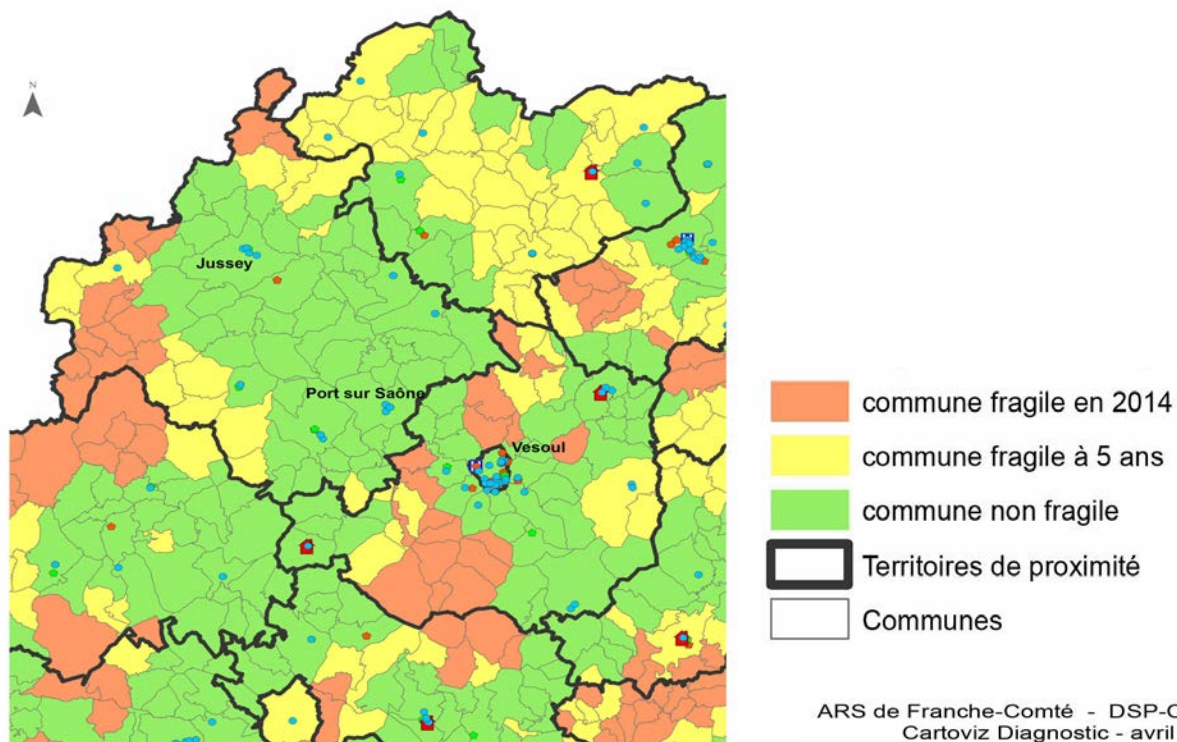 N
Jussey
Port sur Saône
Vesoul
commune fragile en 2014
commune fragile à 5 ans
commune non fragile
Territoires de proximité
Communes
ARS de Franche-Comté - DSP-C
Cartoviz Diagnostic - avril